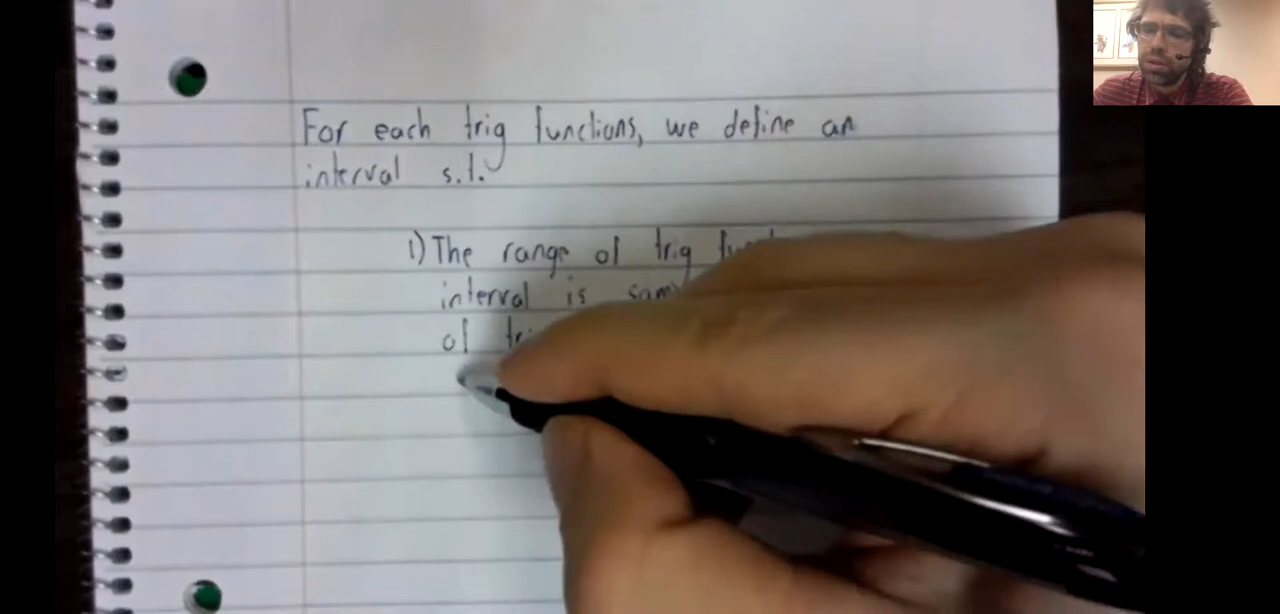 For each trig functions, we define an
interval s.t.
1) The range of trig
interval is
of